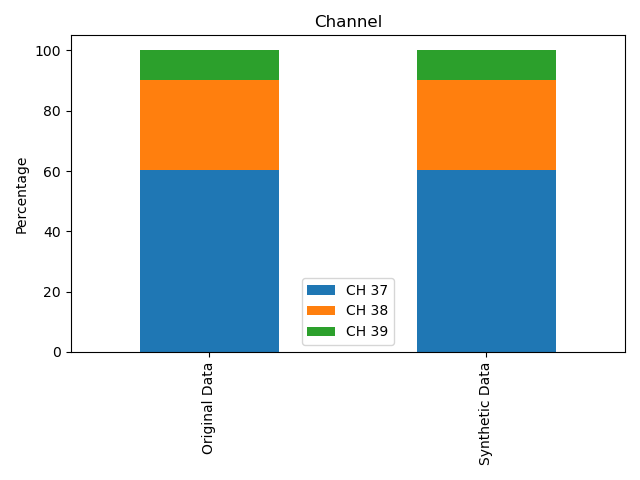 Channel
Percentage
100
80
60
40
20
0
CH 37
CH 38
CH 39
Original Data
Synthetic Data